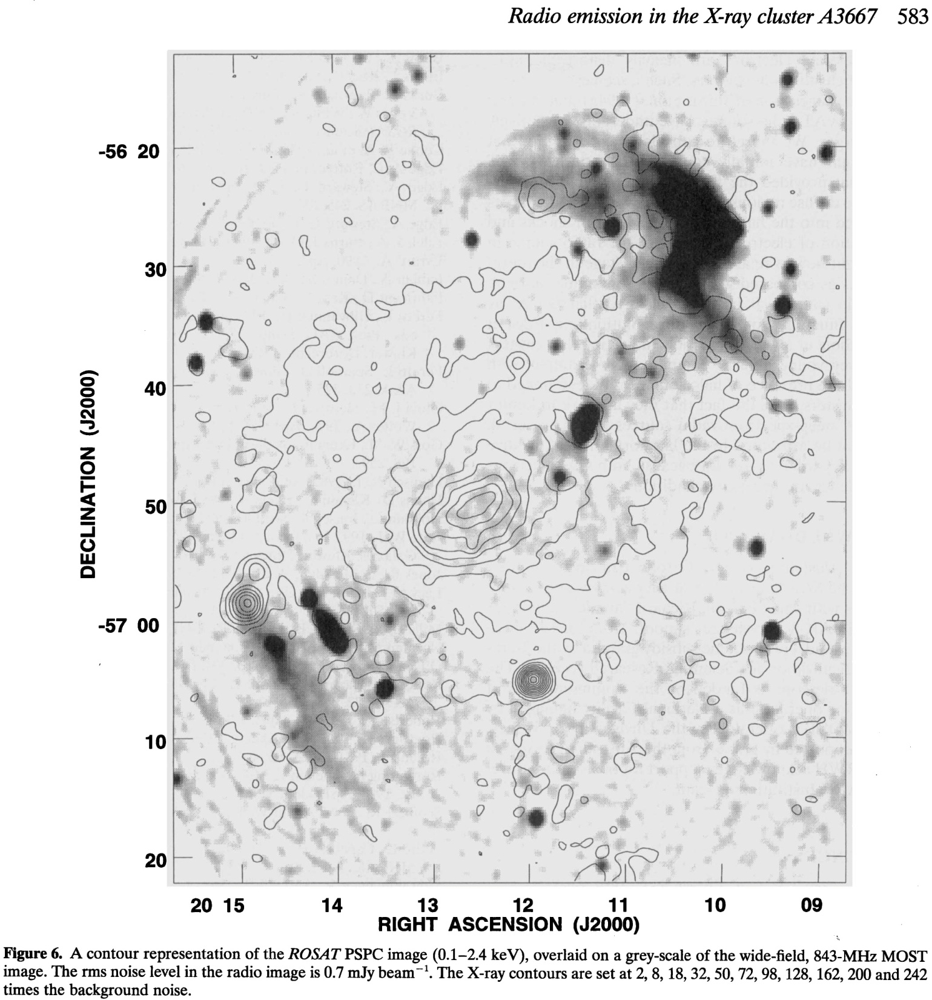 Radio emission in the X-ray cluster A3667 583
-56 20
30
40
50
-57 00
10
20
DECLINATION (J2000)
20 15 14 13 12 11 10 09
RIGHT ASCENSION (J2000)
Figure 6. A contour representation of the ROSAT PSPC image (0.1–2.4 keV), overlaid on a grey-scale of the wide-field, 843-MHz MOST
image. The rms noise level in the radio image is 0.7 mJy beam⁻¹. The X-ray contours are set at 2, 8, 18, 32, 50, 72, 98, 128, 162, 200 and 242
times the background noise.